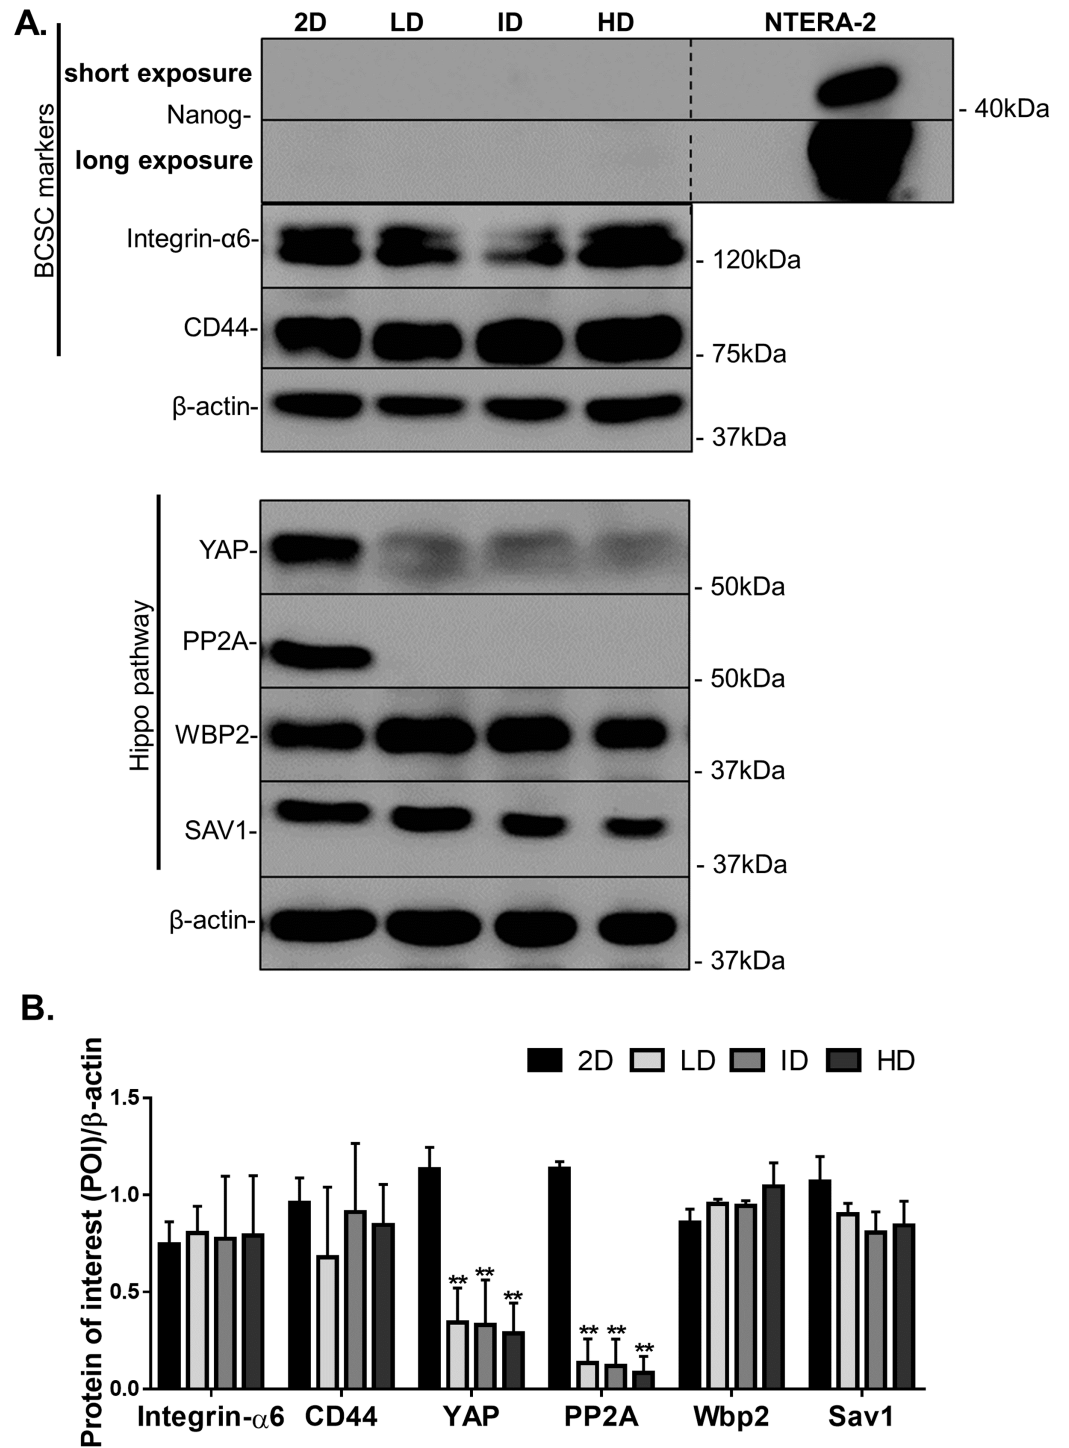 A.
2D LD ID HD NTERA-2
BCSC markers
short exposure
Nanog-
- 40kDa
long exposure
Integrin-α6-
- 120kDa
CD44-
- 75kDa
β-actin-
- 37kDa
Hippo pathway
YAP-
- 50kDa
PP2A-
- 50kDa
WBP2-
- 37kDa
SAV1-
- 37kDa
β-actin-
- 37kDa
B.
2D LD ID HD
Protein of interest (POI)/β-actin
1.5
1.0
0.5
0.0
** ** **
** ** **
Integrin-α6 CD44 YAP PP2A Wbp2 Sav1